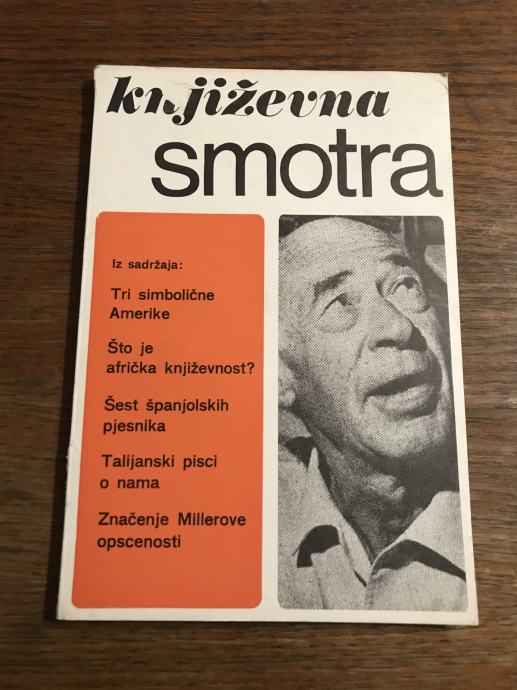 književna
smotra
Iz sadržaja:
Tri simbolične
Amerike
Što je
afrička književnost?
Šest španjolskih
pjesnika
Talijanski pisci
o nama
Značenje Millerove
opscenosti